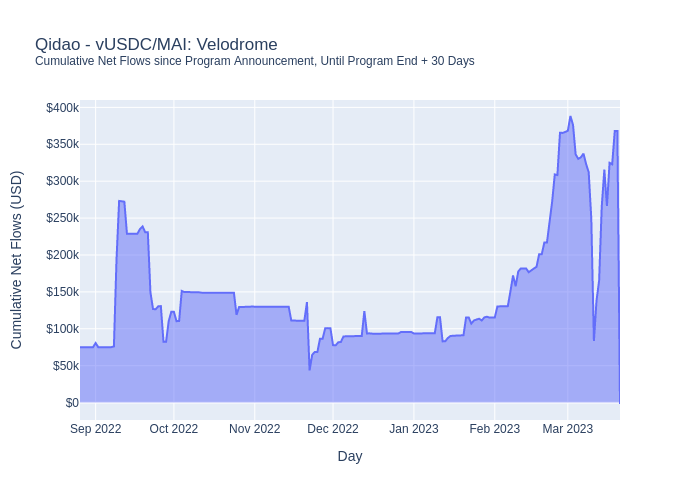 Qidao - vUSDC/MAI: Velodrome
Cumulative Net Flows since Program Announcement, Until Program End + 30 Days
Cumulative Net Flows (USD)
$400k
$350k
$300k
$250k
$200k
$150k
$100k
$50k
$0
Sep 2022 Oct 2022 Nov 2022 Dec 2022 Jan 2023 Feb 2023 Mar 2023
Day